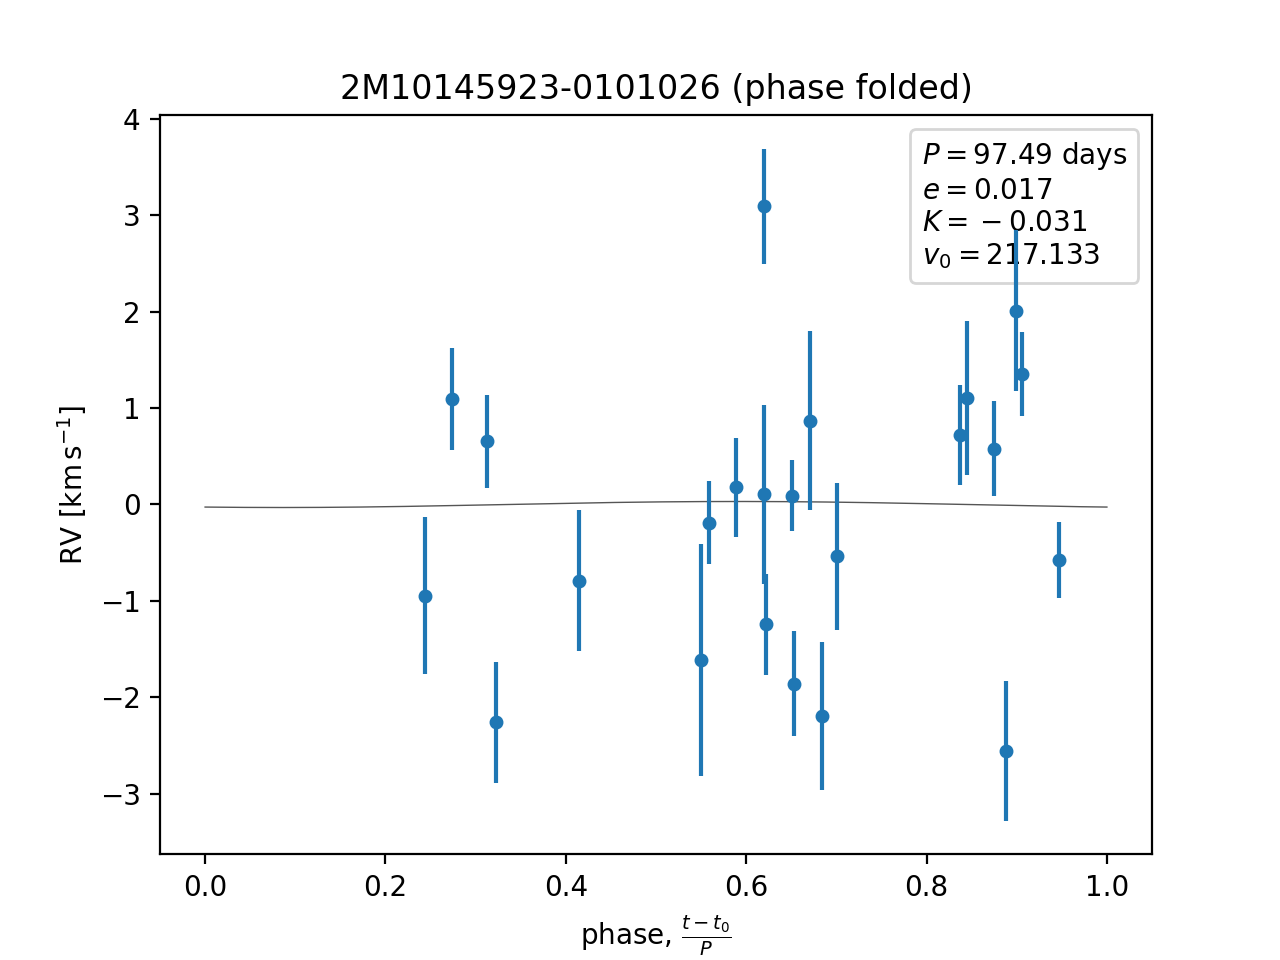 2M10145923-0101026 (phase folded)
P = 97.49 days
e = 0.017
K = −0.031
v₀ = 217.133
RV [km s⁻¹]
4
3
2
1
0
−1
−2
−3
0.0 0.2 0.4 0.6 0.8 1.0
phase, (t − t₀)/P